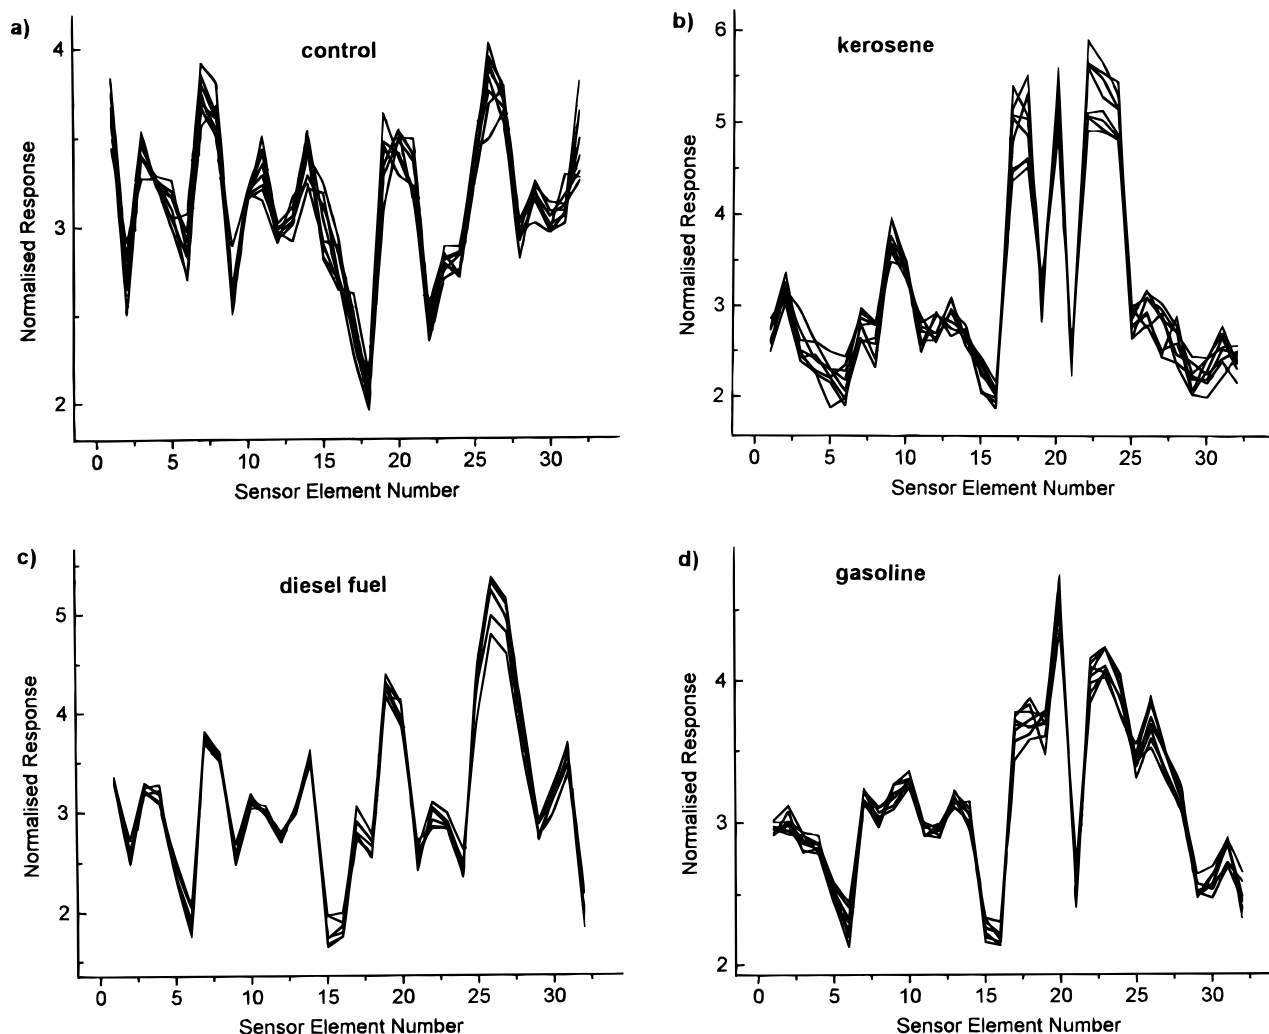 a)
control
4
3
2
Normalised Response
0 5 10 15 20 25 30
Sensor Element Number
b)
kerosene
6
5
4
3
2
Normalised Response
0 5 10 15 20 25 30
Sensor Element Number
c)
diesel fuel
5
4
3
2
Normalised Response
0 5 10 15 20 25 30
Sensor Element Number
d)
gasoline
4
3
2
Normalised Response
0 5 10 15 20 25 30
Sensor Element Number